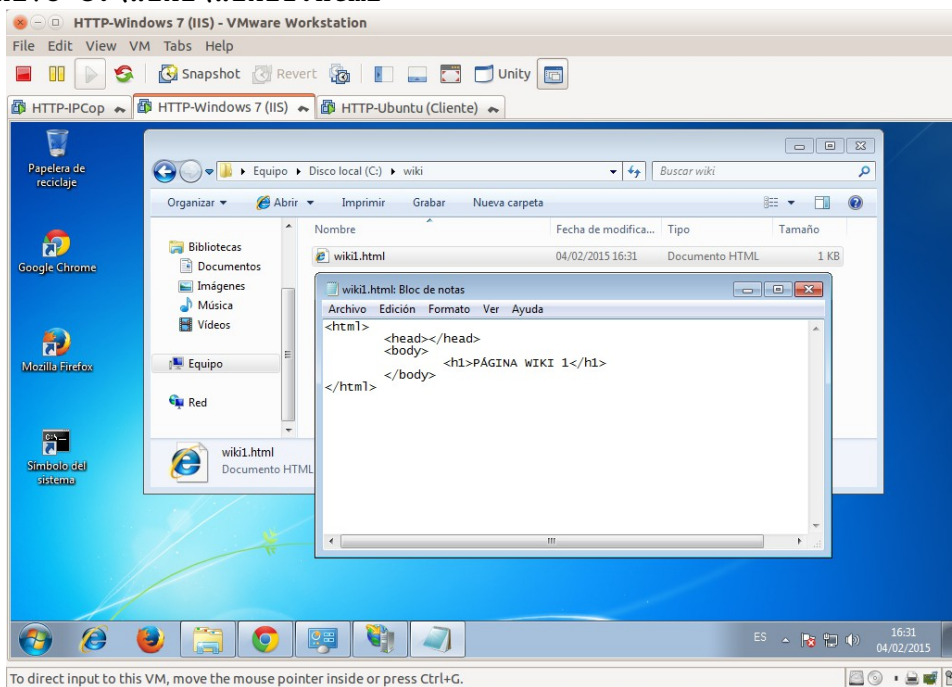 HTTP-Windows 7 (IIS) - VMware Workstation
File Edit View VM Tabs Help
Snapshot Revert Unity
HTTP-IPCop HTTP-Windows 7 (IIS) HTTP-Ubuntu (Cliente)
Papelera de reciclaje
Google Chrome
Mozilla Firefox
Símbolo del sistema
Equipo Disco local (C:) wiki Buscar wiki
Organizar Abrir Imprimir Grabar Nueva carpeta
Nombre Fecha de modifica... Tipo Tamaño
Bibliotecas
Documentos
Imágenes
Música
Vídeos
Equipo
Red
wiki1.html 04/02/2015 16:31 Documento HTML 1 KB
wiki1.html
Documento HTML
wiki1.html: Bloc de notas
Archivo Edición Formato Ver Ayuda
<html>
<head></head>
<body>
<h1>PÁGINA WIKI 1</h1>
</body>
</html>
ES 16:31
04/02/2015
To direct input to this VM, move the mouse pointer inside or press Ctrl+G.